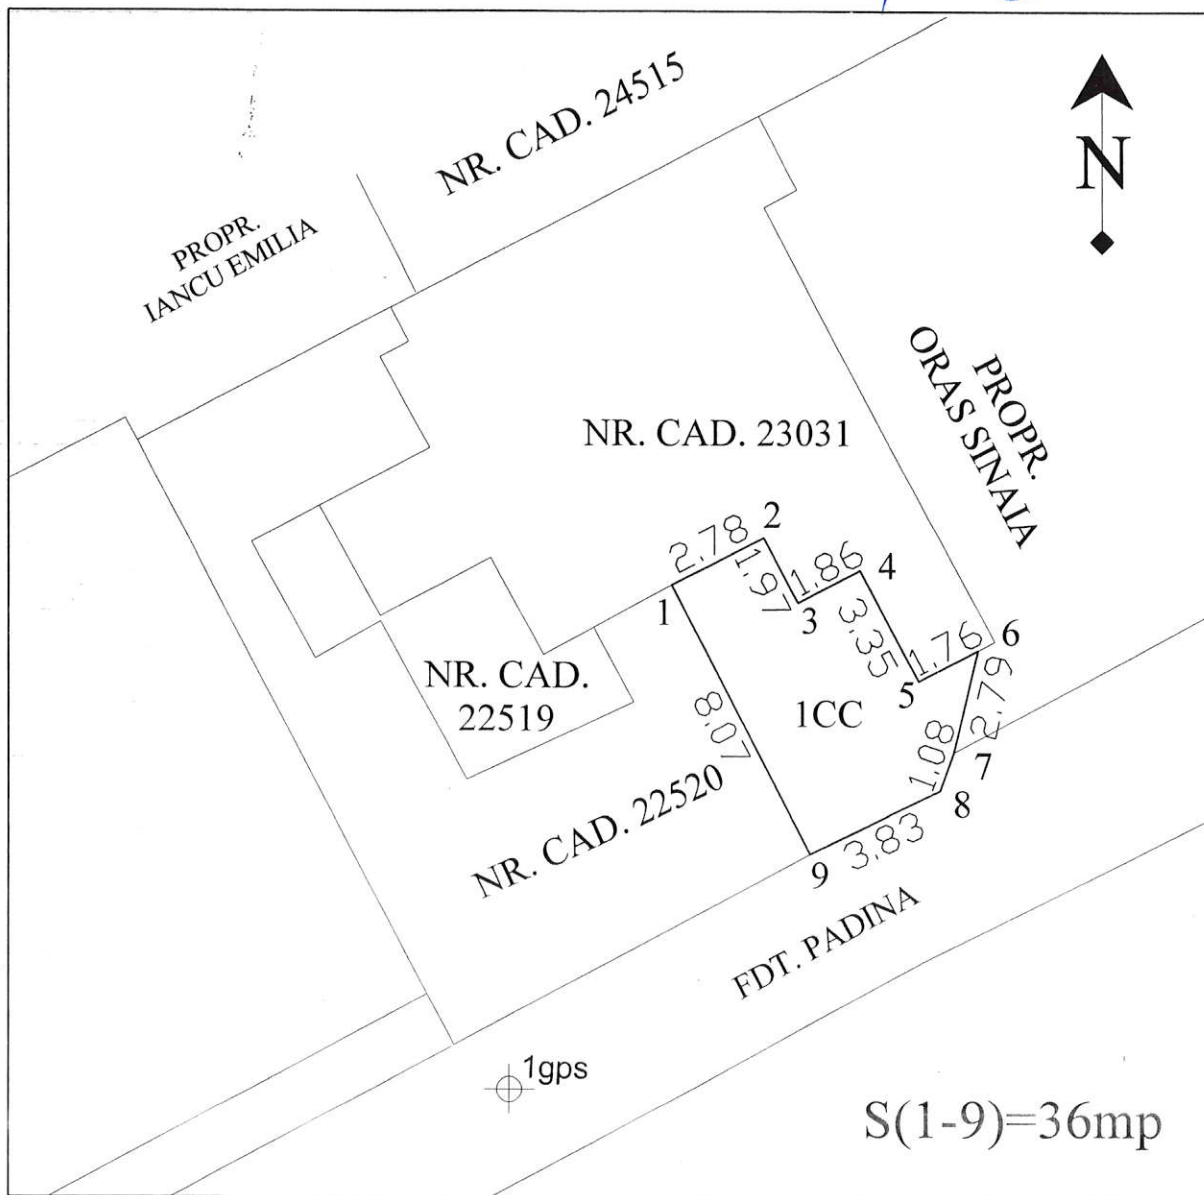 NR. CAD. 24515
N
PROPR.
IANCU EMILIA
PROPR.
ORAS SINAIA
NR. CAD. 23031
2
2.78
1.97
1.86
4
1
3
3.35
1.76
6
5
2.79
NR. CAD.
22519
8.07
1CC
1.08
7
8
NR. CAD. 22520
3.83
9
FDT. PADINA
1gps
S(1-9)=36mp